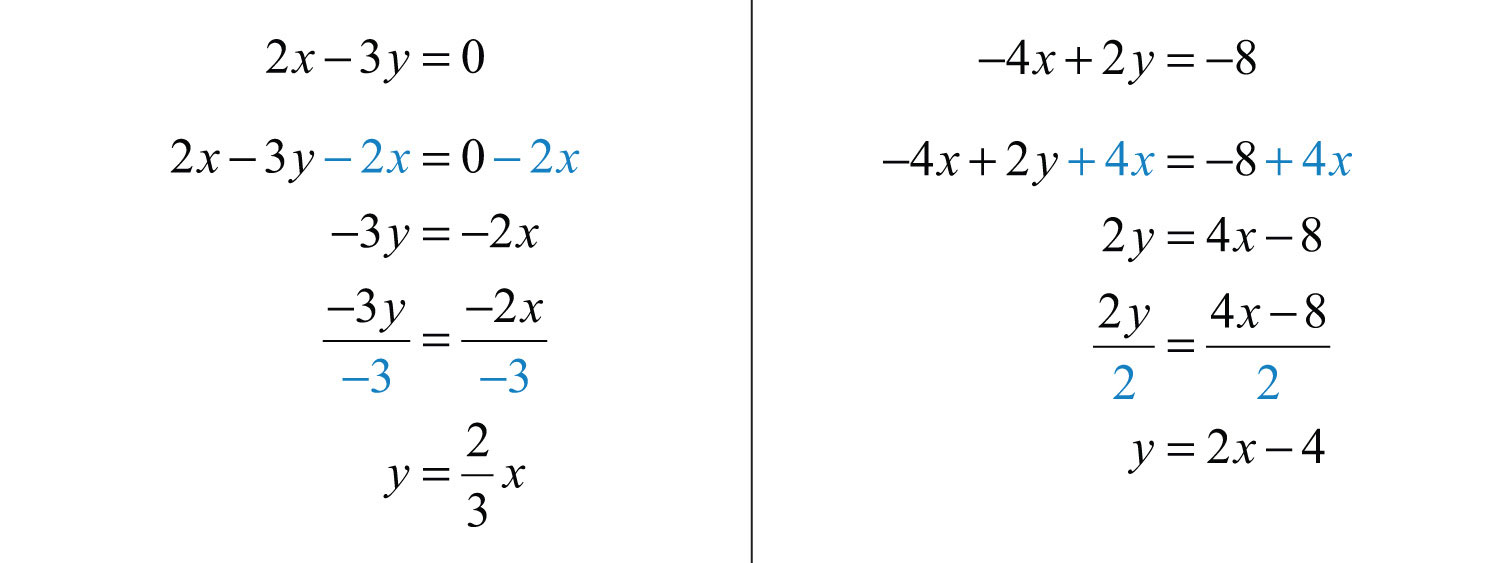 2x − 3y = 0
2x − 3y − 2x = 0 − 2x
−3y = −2x
−3y/−3 = −2x/−3
y = 2/3 x
−4x + 2y = −8
−4x + 2y + 4x = −8 + 4x
2y = 4x − 8
2y/2 = 4x − 8/2
y = 2x − 4